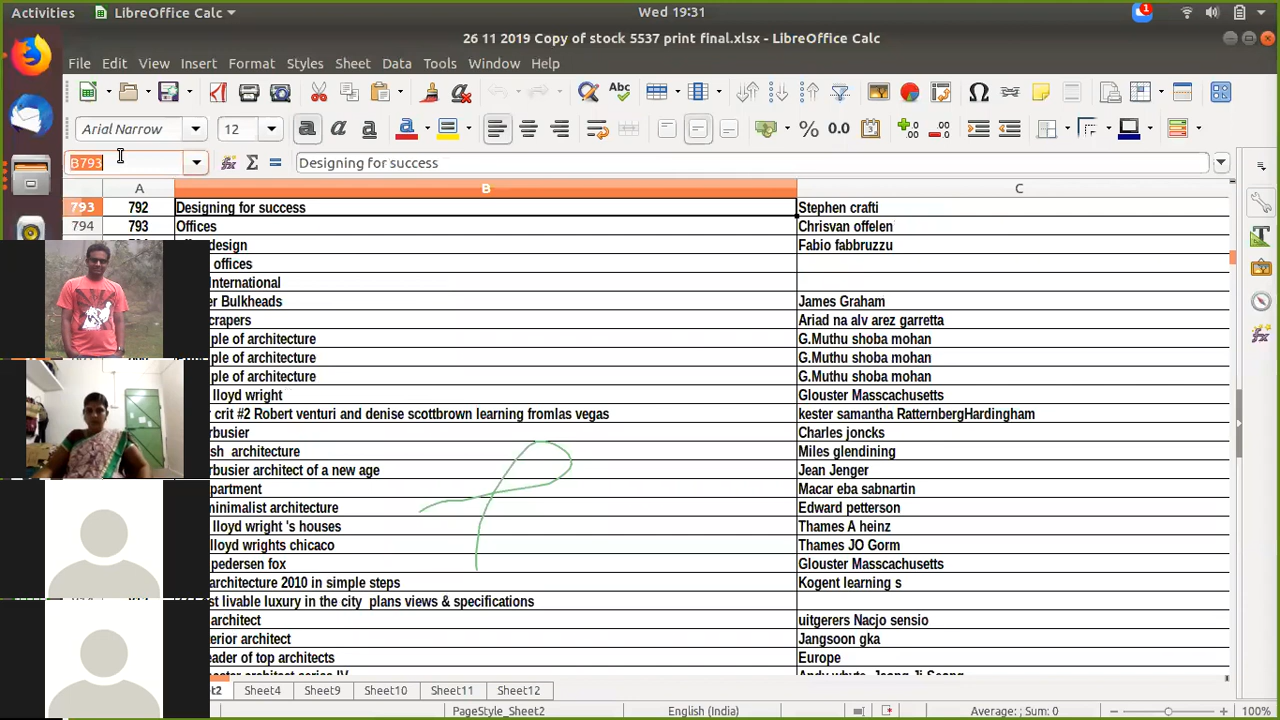 Activities LibreOffice Calc Wed 19:31 1
26 11 2019 Copy of stock 5537 print final.xlsx - LibreOffice Calc
File Edit View Insert Format Styles Sheet Data Tools Window Help
Arial Narrow 12
B793 Designing for success
A B C
793 792 Designing for success Stephen crafti
794 793 Offices Chrisvan offelen
design Fabio fabbruzzu
offices
International
er Bulkheads James Graham
crapers Ariad na alv arez garretta
ple of architecture G.Muthu shoba mohan
ple of architecture G.Muthu shoba mohan
ple of architecture G.Muthu shoba mohan
lloyd wright Glouster Masscachusetts
crit #2 Robert venturi and denise scottbrown learning fromlas vegas kester samantha RatternbergHardingham
rbusier Charles joncks
sh architecture Miles glendining
rbusier architect of a new age Jean Jenger
partment Macar eba sabnartin
minimalist architecture Edward petterson
lloyd wright 's houses Thames A heinz
lloyd wrights chicaco Thames JO Gorm
pedersen fox Glouster Masscachusetts
architecture 2010 in simple steps Kogent learning s
st livable luxury in the city plans views & specifications
architect uitgerers Nacjo sensio
erior architect Jangsoon gka
eader of top architects Europe
Sheet4 Sheet9 Sheet10 Sheet11 Sheet12
PageStyle_Sheet2 English (India) Average: ; Sum: 0 100%